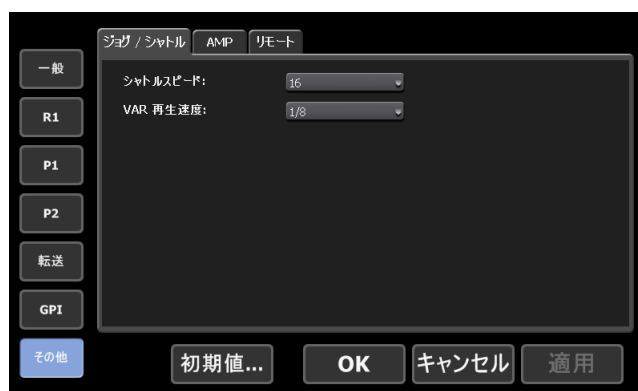 ジョグ / シャトル AMP リモート
一般
シャトルスピード: 16
VAR 再生速度: 1/8
R1
P1
P2
転送
GPI
その他
初期値... OK キャンセル 適用